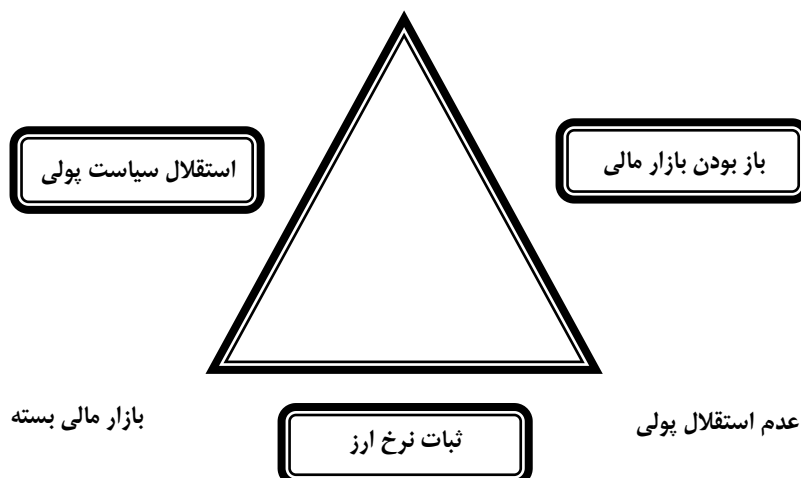 باز بودن بازار مالی
استقلال سیاست پولی
عدم استقلال پولی
ثبات نرخ ارز
بازار مالی بسته